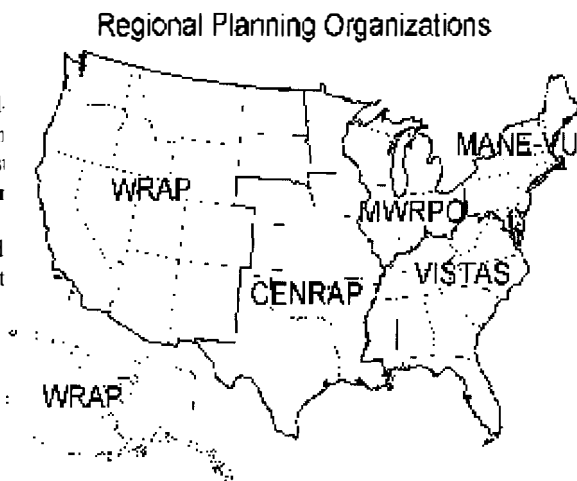 Regional Planning Organizations
MANE-VU
WRAP
MWRPO
VISTAS
CENRAP
WRAP